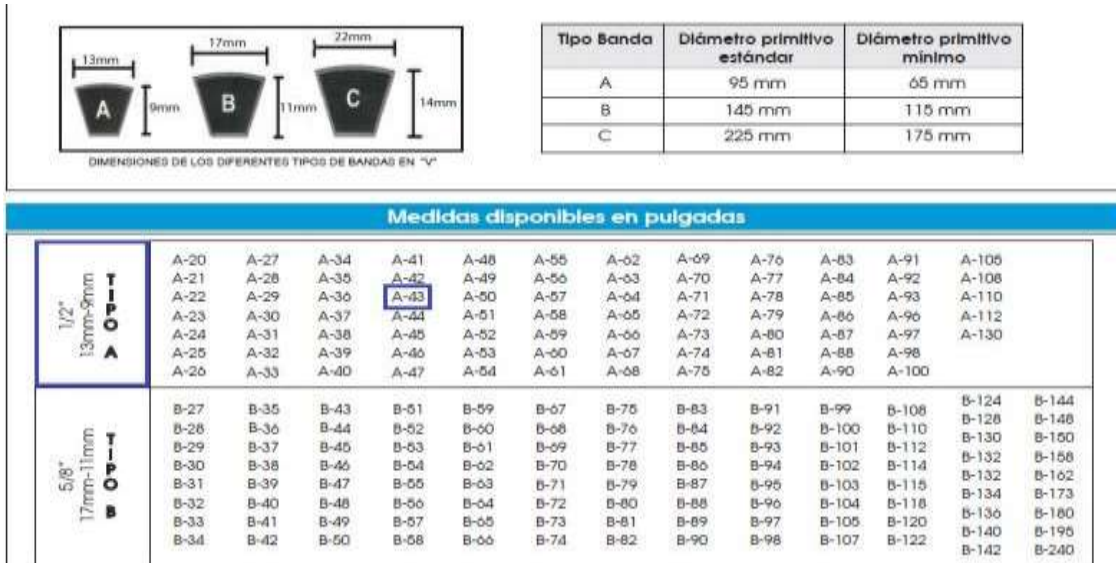 13mm
17mm
22mm
A
9mm
B
11mm
C
14mm
DIMENSIONES DE LOS DIFERENTES TIPOS DE BANDAS EN "V"
Tipo Banda Diámetro primitivo estándar Diámetro primitivo mínimo
A 95 mm 65 mm
B 145 mm 115 mm
C 225 mm 175 mm
Medidas disponibles en pulgadas
1/2"
13mm-9mm
TIPO A
A-20 A-27 A-34 A-41 A-48 A-55 A-62 A-69 A-76 A-83 A-91 A-105
A-21 A-28 A-35 A-42 A-49 A-56 A-63 A-70 A-77 A-84 A-92 A-108
A-22 A-29 A-36 A-43 A-50 A-57 A-64 A-71 A-78 A-85 A-93 A-110
A-23 A-30 A-37 A-44 A-51 A-58 A-65 A-72 A-79 A-86 A-96 A-112
A-24 A-31 A-38 A-45 A-52 A-59 A-66 A-73 A-80 A-87 A-97 A-130
A-25 A-32 A-39 A-46 A-53 A-60 A-67 A-74 A-81 A-88 A-98
A-26 A-33 A-40 A-47 A-54 A-61 A-68 A-75 A-82 A-90 A-100
5/8"
17mm-11mm
TIPO B
B-27 B-35 B-43 B-51 B-59 B-67 B-75 B-83 B-91 B-99 B-108 B-124 B-144
B-28 B-36 B-44 B-52 B-60 B-68 B-76 B-84 B-92 B-100 B-110 B-128 B-148
B-29 B-37 B-45 B-53 B-61 B-69 B-77 B-85 B-93 B-101 B-112 B-130 B-150
B-30 B-38 B-46 B-54 B-62 B-70 B-78 B-86 B-94 B-102 B-114 B-132 B-158
B-31 B-39 B-47 B-55 B-63 B-71 B-79 B-87 B-95 B-103 B-115 B-132 B-162
B-32 B-40 B-48 B-56 B-64 B-72 B-80 B-88 B-96 B-104 B-118 B-134 B-173
B-33 B-41 B-49 B-57 B-65 B-73 B-81 B-89 B-97 B-105 B-120 B-136 B-180
B-34 B-42 B-50 B-58 B-66 B-74 B-82 B-90 B-98 B-107 B-122 B-140 B-195
B-142 B-240